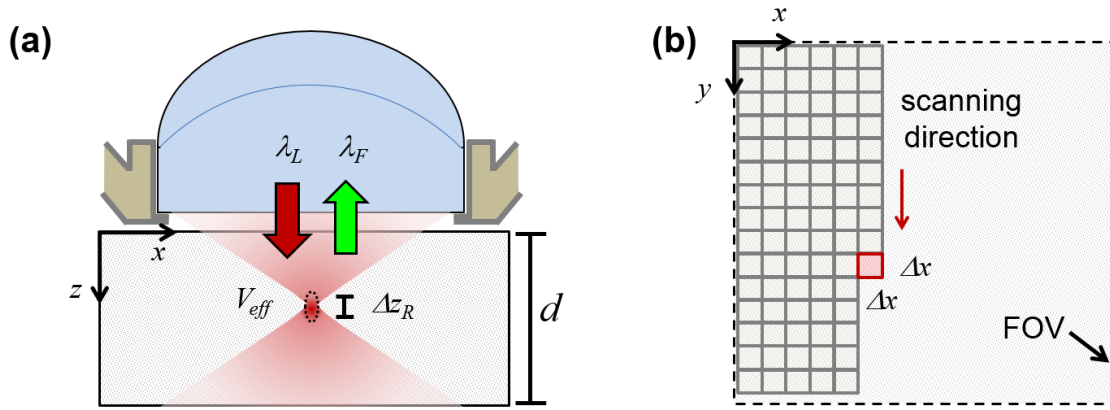 (a)
λL λF
x
z
Veff
ΔzR
d
(b)
x
y
scanning
direction
Δx
Δx
FOV